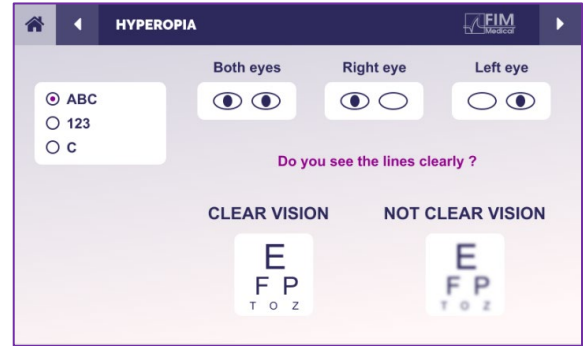 HYPEROPIA
FIM
Medical
Both eyes
Right eye
Left eye
ABC
123
C
Do you see the lines clearly ?
CLEAR VISION
NOT CLEAR VISION
E
F P
T O Z
E
F P
T O Z